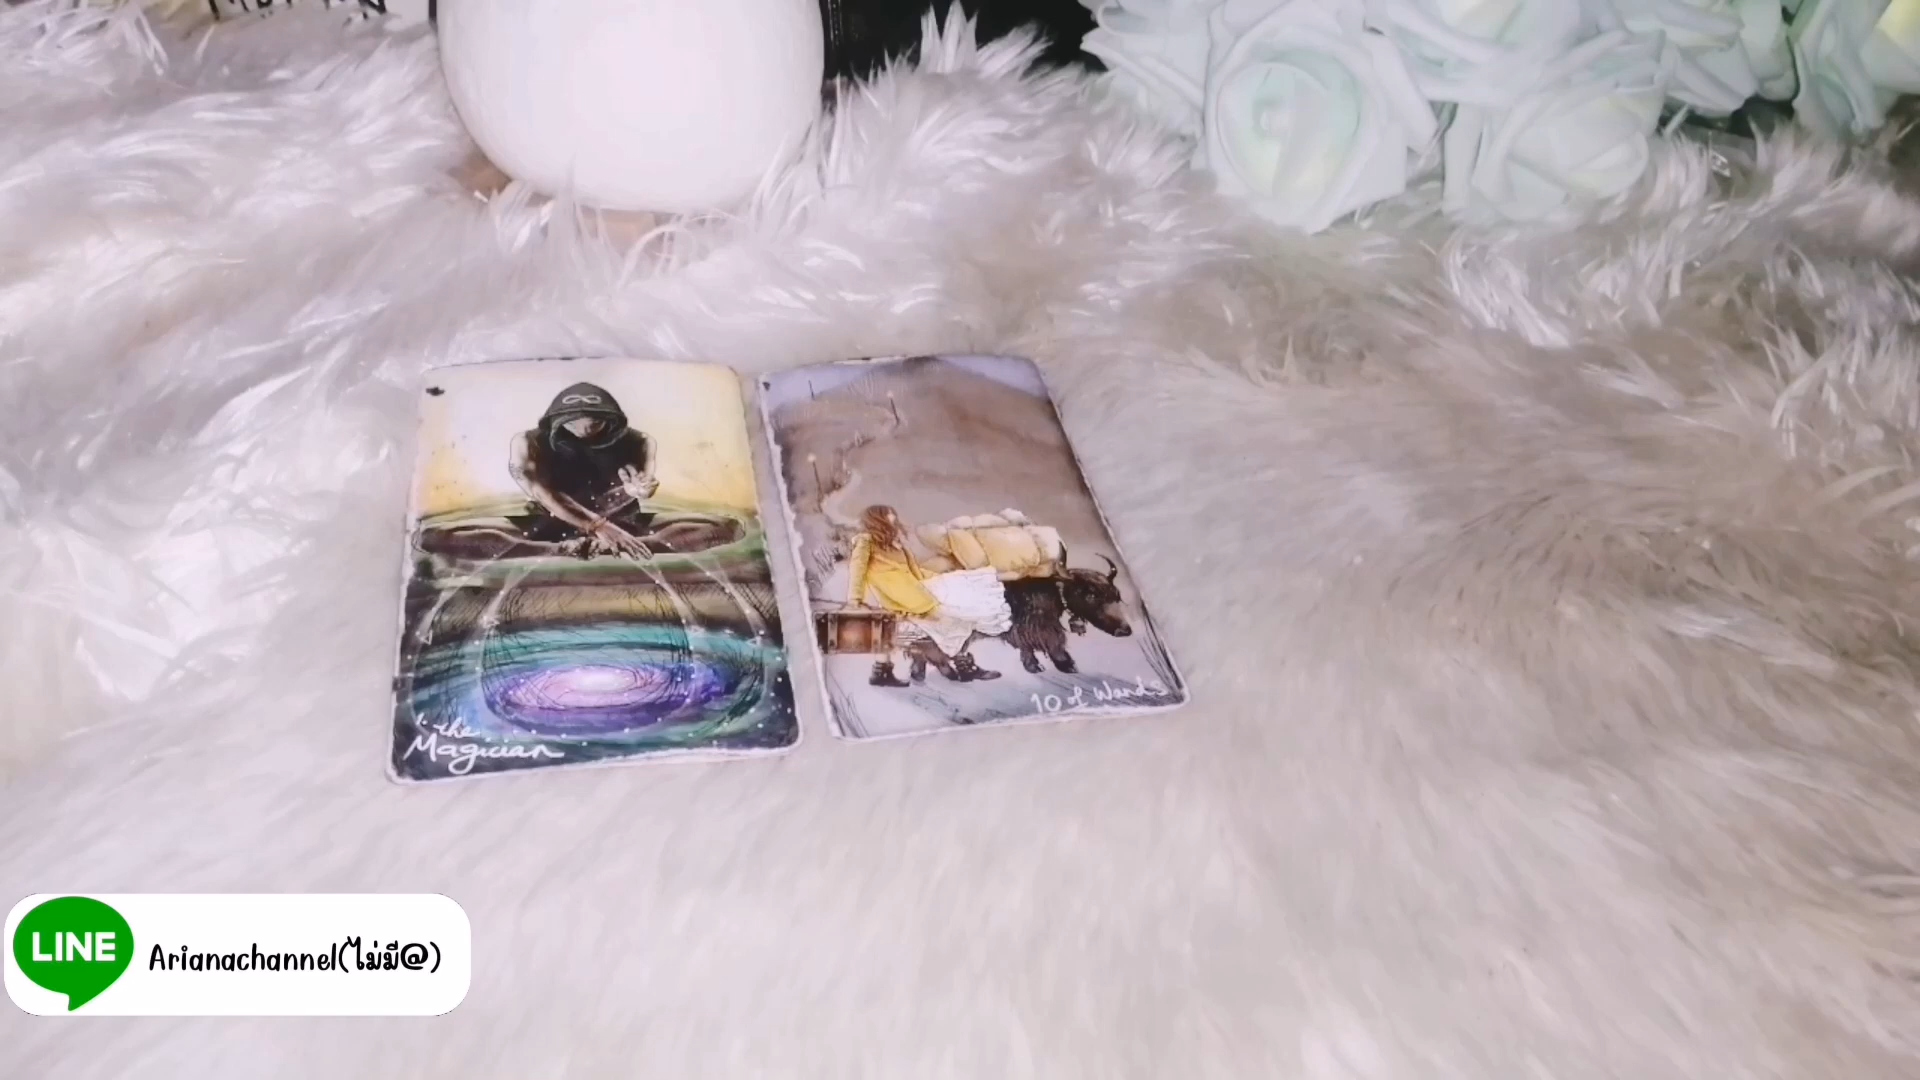 1. the
Magician
10 of Wands
LINE
Arianachannel(ไม่มี@)